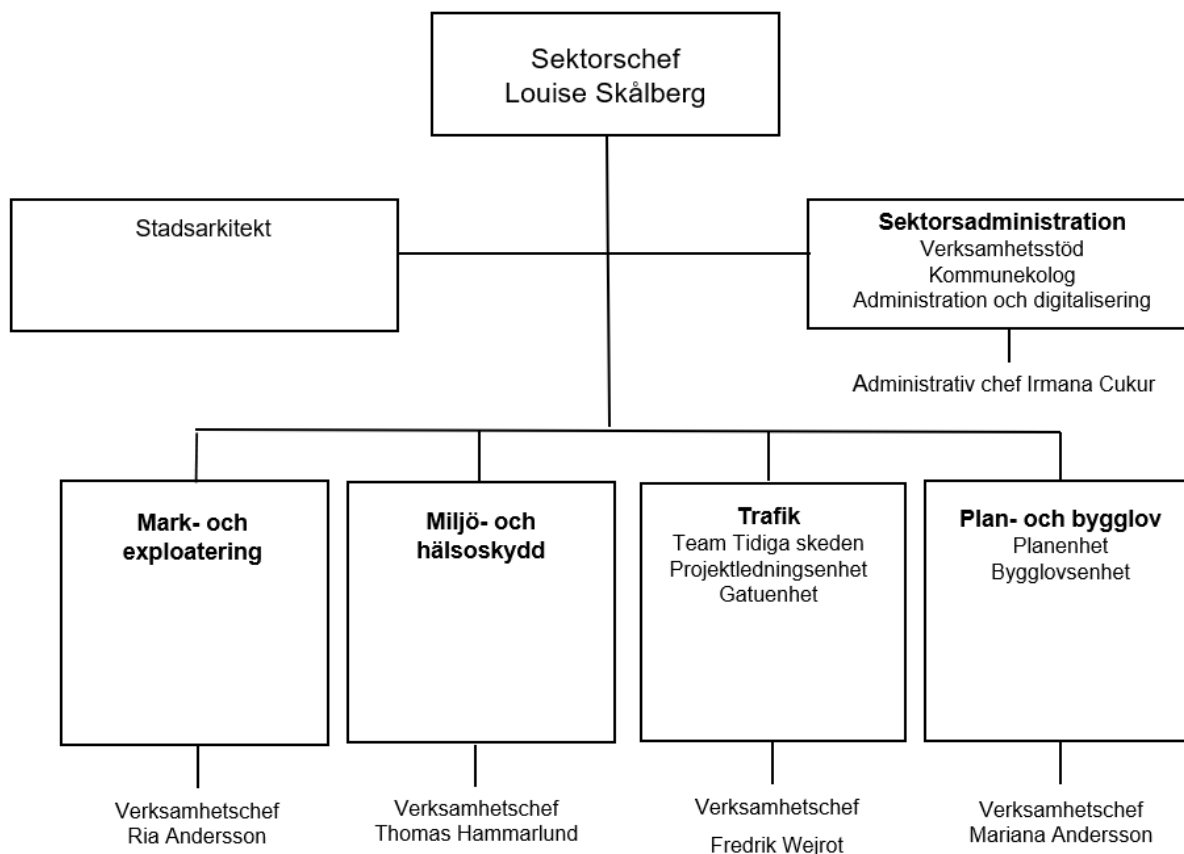 Sektorschef
Louise Skålberg
Stadsarkitekt
Sektorsadministration
Verksamhetsstöd
Kommunekolog
Administration och digitalisering
Administrativ chef Irmana Cukur
Mark- och
exploatering
Miljö- och
hälsoskydd
Trafik
Team Tidiga skeden
Projektledningsenhet
Gatuenhet
Plan- och bygglov
Planenhet
Bygglovsenhet
Verksamhetschef
Ria Andersson
Verksamhetschef
Thomas Hammarlund
Verksamhetschef
Fredrik Wejrot
Verksamhetschef
Mariana Andersson